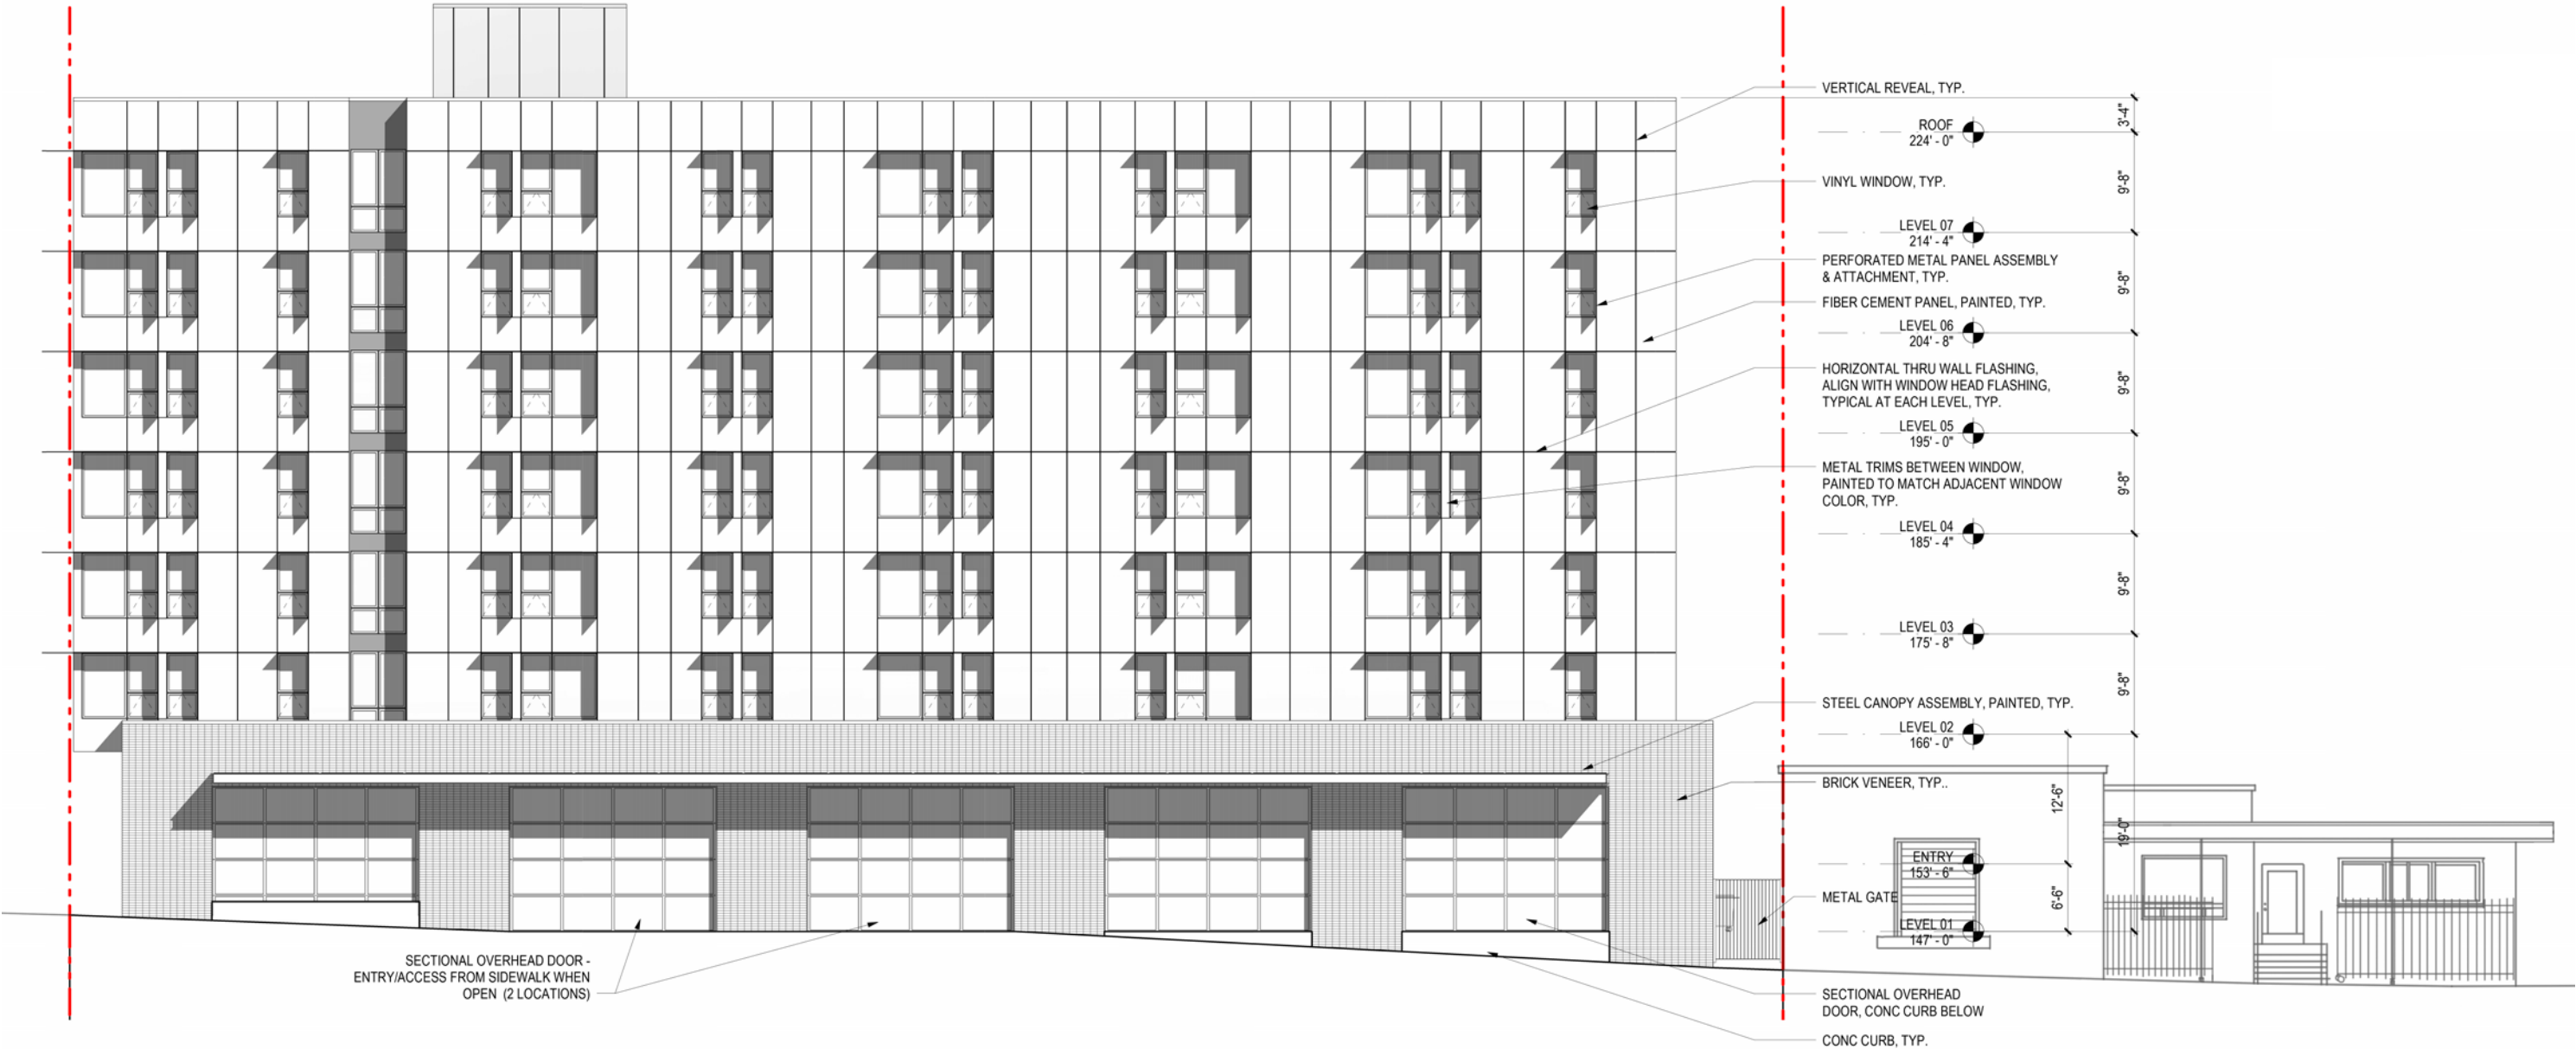 VERTICAL REVEAL, TYP.
3'-4"
ROOF
224' - 0"
9'-8"
VINYL WINDOW, TYP.
LEVEL 07
214' - 4"
PERFORATED METAL PANEL ASSEMBLY
& ATTACHMENT, TYP.
9'-8"
FIBER CEMENT PANEL, PAINTED, TYP.
LEVEL 06
204' - 8"
HORIZONTAL THRU WALL FLASHING,
ALIGN WITH WINDOW HEAD FLASHING,
TYPICAL AT EACH LEVEL, TYP.
9'-8"
LEVEL 05
195' - 0"
METAL TRIMS BETWEEN WINDOW,
PAINTED TO MATCH ADJACENT WINDOW
COLOR, TYP.
9'-8"
LEVEL 04
185' - 4"
9'-8"
LEVEL 03
175' - 8"
9'-8"
STEEL CANOPY ASSEMBLY, PAINTED, TYP.
LEVEL 02
166' - 0"
BRICK VENEER, TYP..
12'-6"
19'-0"
ENTRY
153' - 6"
METAL GATE
6'-6"
LEVEL 01
147' - 0"
SECTIONAL OVERHEAD DOOR -
ENTRY/ACCESS FROM SIDEWALK WHEN
OPEN (2 LOCATIONS)
SECTIONAL OVERHEAD
DOOR, CONC CURB BELOW
CONC CURB, TYP.